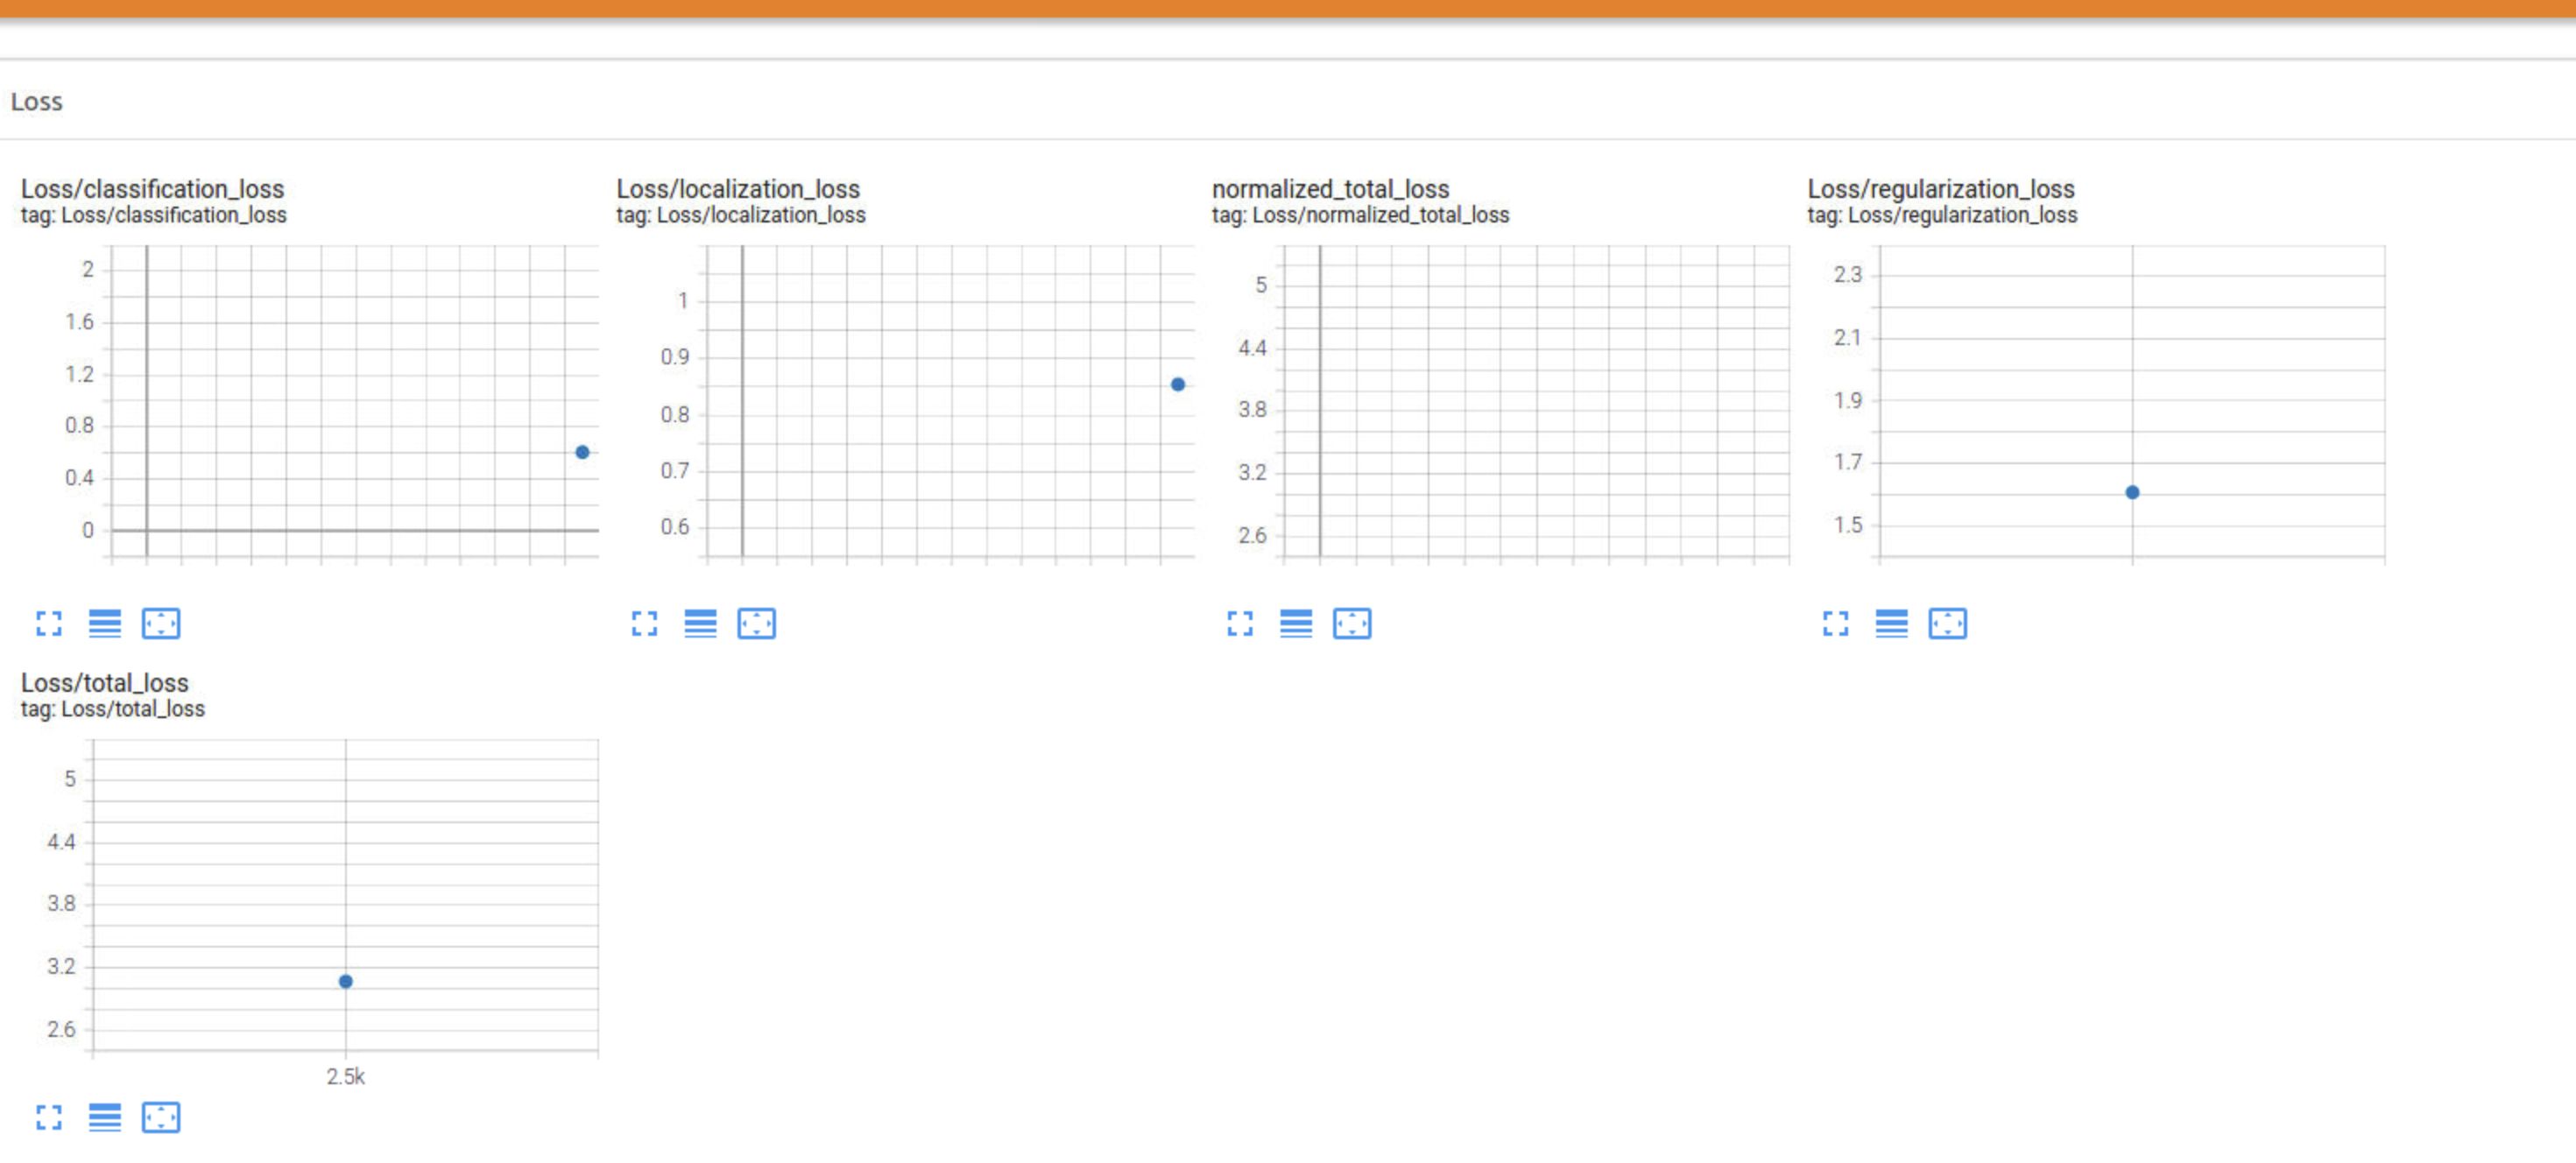 Loss
Loss/classification_loss
tag: Loss/classification_loss
2
1.6
1.2
0.8
0.4
0
Loss/localization_loss
tag: Loss/localization_loss
1
0.9
0.8
0.7
0.6
normalized_total_loss
tag: Loss/normalized_total_loss
5
4.4
3.8
3.2
2.6
Loss/regularization_loss
tag: Loss/regularization_loss
2.3
2.1
1.9
1.7
1.5
Loss/total_loss
tag: Loss/total_loss
5
4.4
3.8
3.2
2.6
2.5k